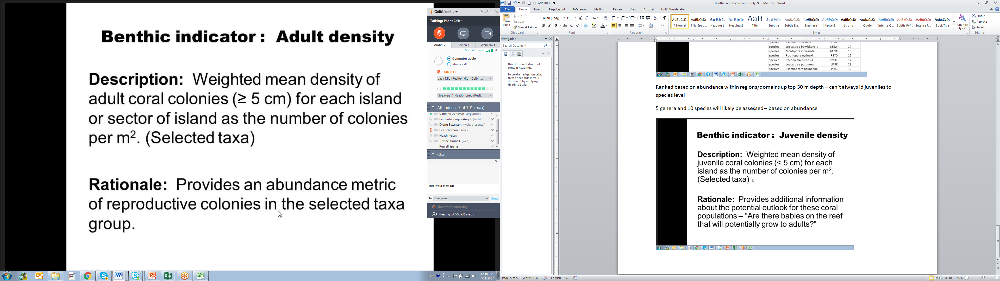 Benthic indicator :  Adult density
Description:  Weighted mean density of
adult coral colonies (≥ 5 cm) for each island
or sector of island as the number of colonies
per m². (Selected taxa)
Rationale:  Provides an abundance metric
of reproductive colonies in the selected taxa
group.
GoToMeeting
Talking: Phone Caller
Audio
Screen
Webcam
Sound Check
?
Computer audio
Phone call
MUTED
Jack Mic (Realtek High Definiti...
Speakers / Headphones (Realt...
Attendees: 7 of 101 (max)
Caroline Donovan (organizer)
Bernardo Vargas-Angel (web)
Dione Swanson (web, presenter)
Eva Schemmel (me)
Heath Kelsey
Justine Kimball (web)
Russell Sparks
Chat
?
Enter your message
To: Everyone
Send
Record this meeting
Meeting ID: 552-312-965
12:40 PM
7/24/2017
Gridlines
Benthic report card notes July 24 - Microsoft Word
File Home Insert Page Layout References Mailings Review View Acrobat Unit4 Worderator
Paste
Cut
Copy
Format Painter
Clipboard
Calibri (Body) 11
Font
Paragraph
AaBbCcDc AaBbCcDc AaBbC AaBbCc AaB AaBbCc. AaBbCcDc AaBbCcDc AaBbCcDc AaBbCcDc AaBbCcDc AaBbCcDc AABBCCDD AABBCCDD AABBCCDD
¶ Normal ¶ No Spaci... Heading 1 Heading 2 Title Subtitle Subtle Em... Emphasis Intense E... Strong Quote Intense Q... Subtle Ref... Intense R... Book Title
Styles
Change
Styles
Find
Replace
Select
Editing
Navigation
Search Document
This document does not
contain headings.
To create navigation tabs,
create headings in your
document by applying
Heading Styles.
species Psammora stellata PSTE 13
species Leptastrea bewickensis LBEW 14
species Montipora incrassata MINC 15
species Pocillopora eydouxi PEYD 16
species Pavona maldivensis PMAL 17
species Leptastrea purpurea LPUR 18
species Psammocora haimeana PHAI 19
Ranked based on abundance within regions/domains up top 30 m depth – can't always id juveniles to
species level
5 genera and 10 species will likely be assessed – based on abundance
Benthic indicator :  Juvenile density
Description:  Weighted mean density of
juvenile coral colonies (< 5 cm) for each
island as the number of colonies per m².
(Selected taxa)
Rationale:  Provides additional information
about the potential outlook for these coral
populations – “Are there babies on the reef
that will potentially grow to adults?”
Page: 5 of 5
Words: 126
English (U.S.)
150%